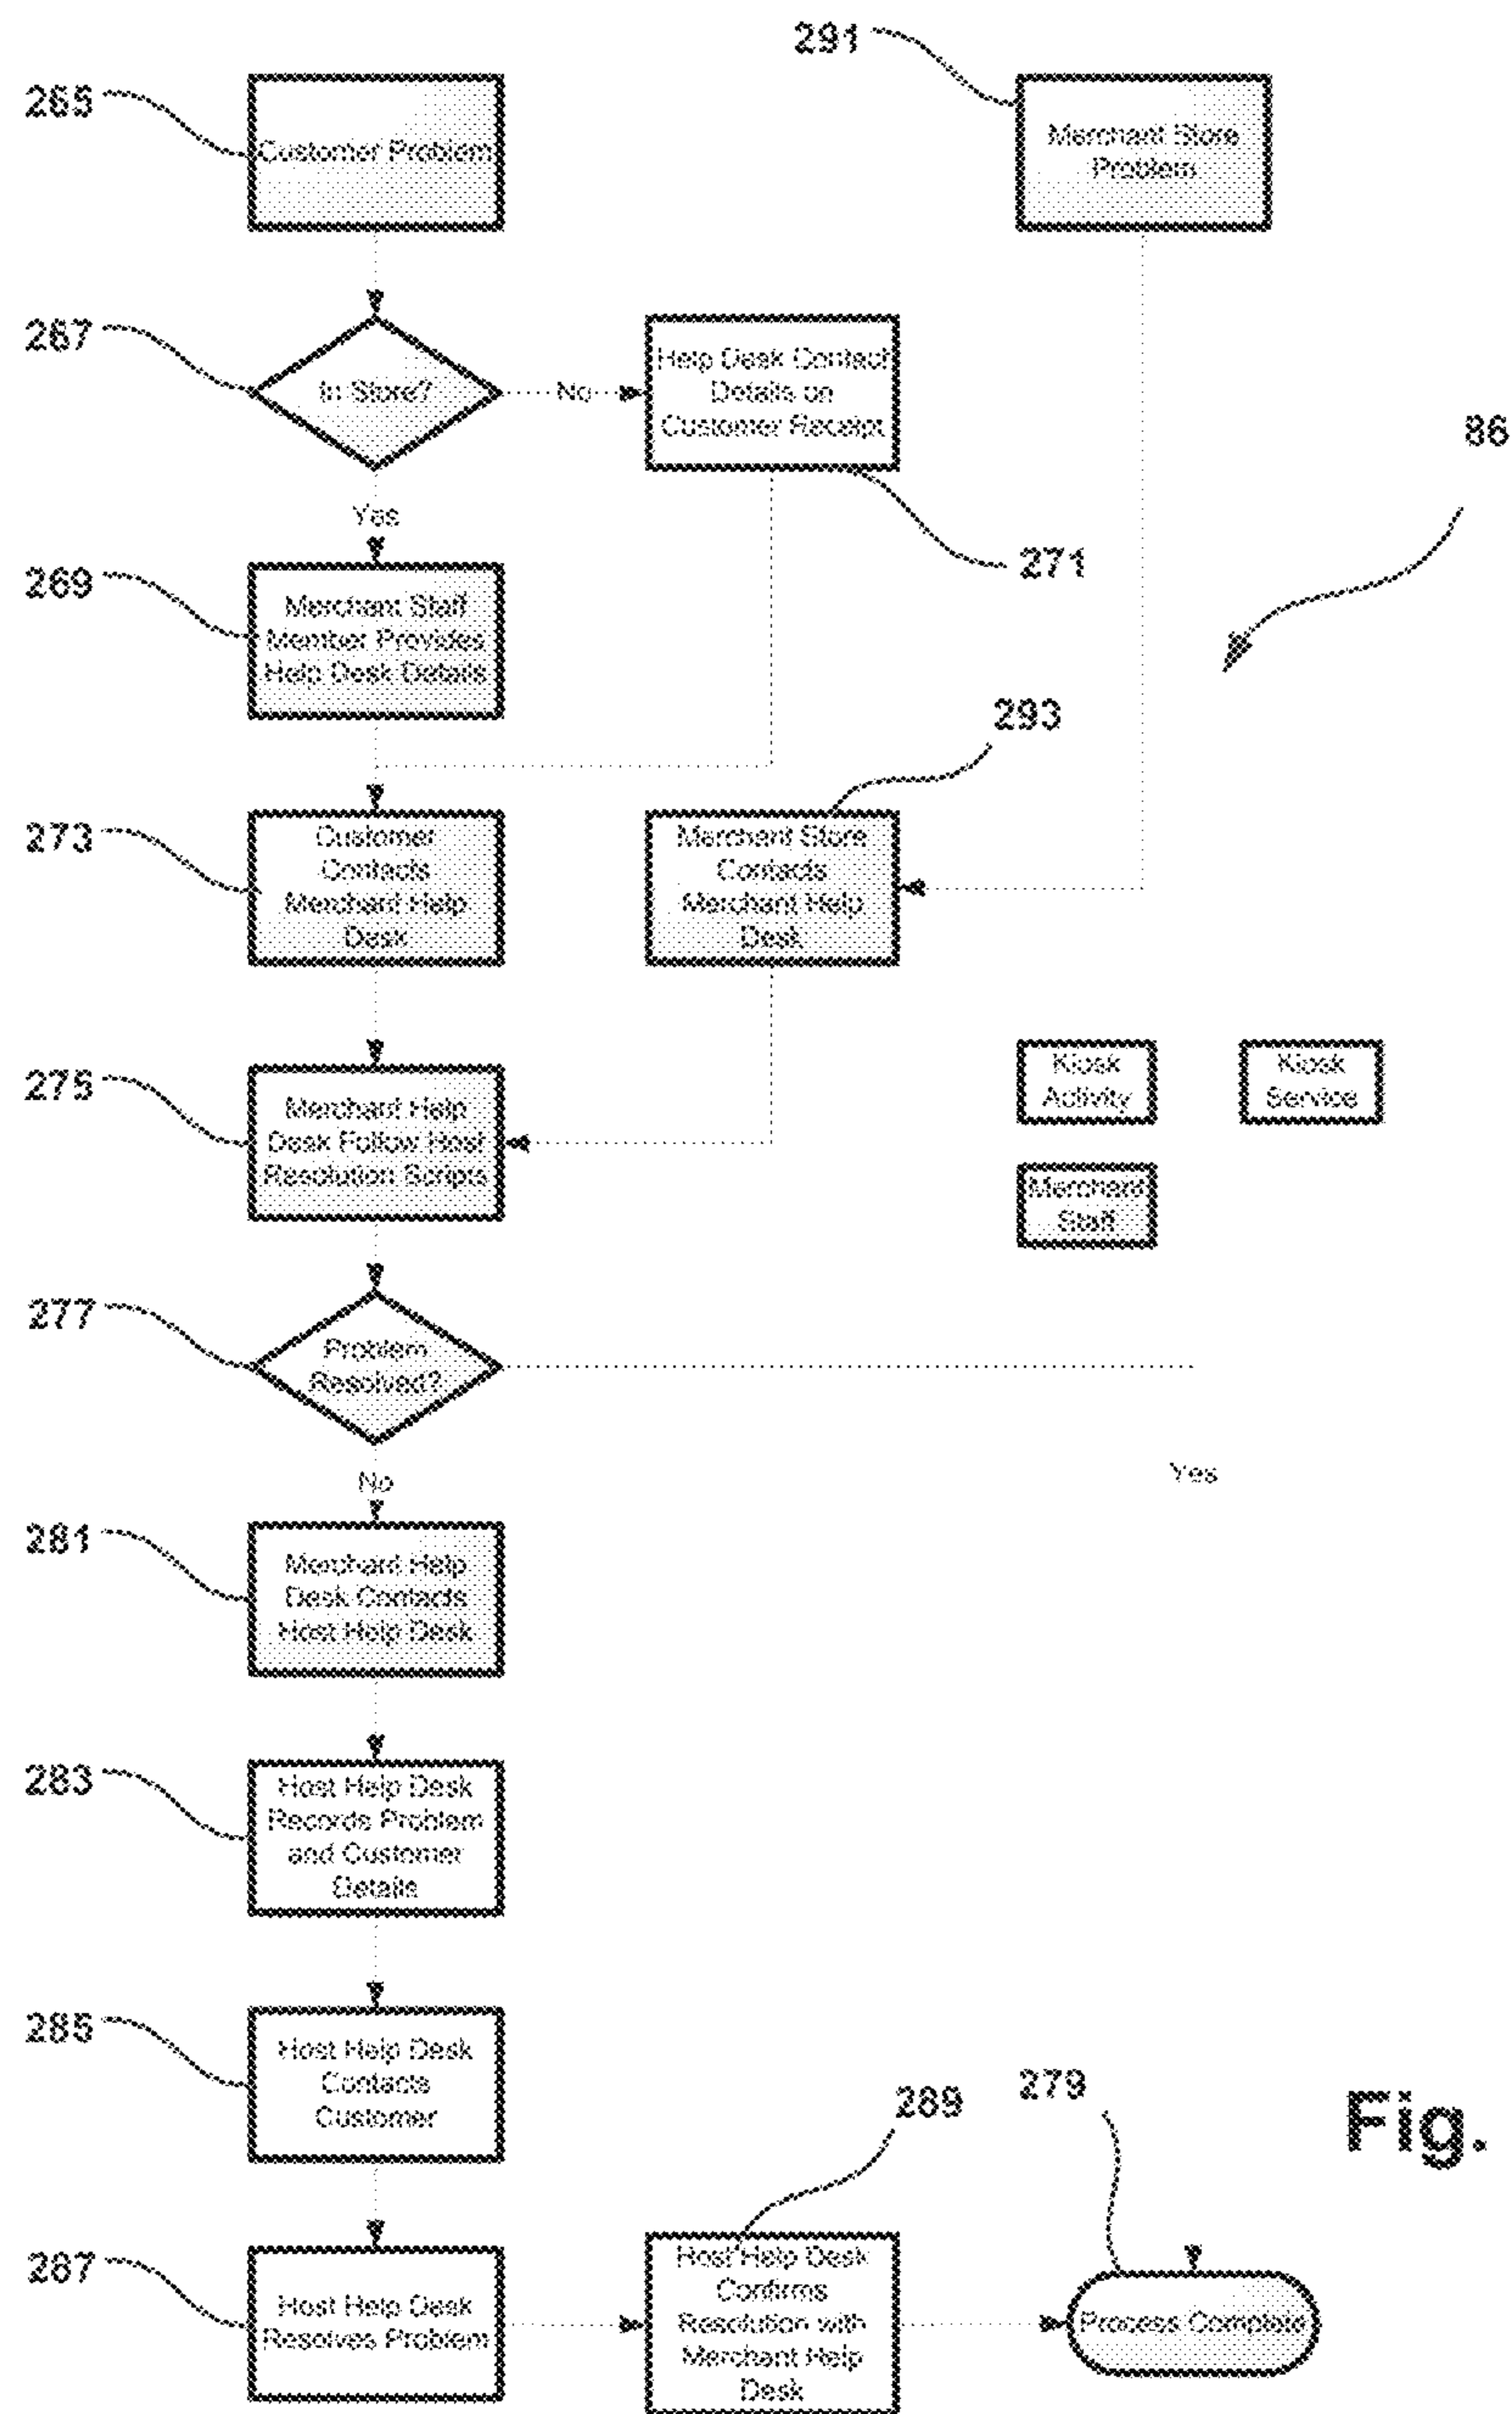 291
265
Customer Problem
Merchant Store
Problem
267
In Store?
No
Help Desk Contact
Details on
Customer Receipt
86
Yes
271
269
Merchant Staff
Member Provides
Help Desk Details
293
273
Customer
Contacts
Merchant Help
Desk
Merchant Store
Contacts
Merchant Help
Desk
275
Merchant Help
Desk Follow Host
Resolution Scripts
Kiosk
Activity
Kiosk
Service
Merchant
Staff
277
Problem
Resolved?
No
Yes
281
Merchant Help
Desk Contacts
Host Help Desk
283
Host Help Desk
Records Problem
and Customer
Details
285
Host Help Desk
Contacts
Customer
289
279
Fig.
287
Host Help Desk
Resolves Problem
Host Help Desk
Confirms
Resolution with
Merchant Help
Desk
Process Complete